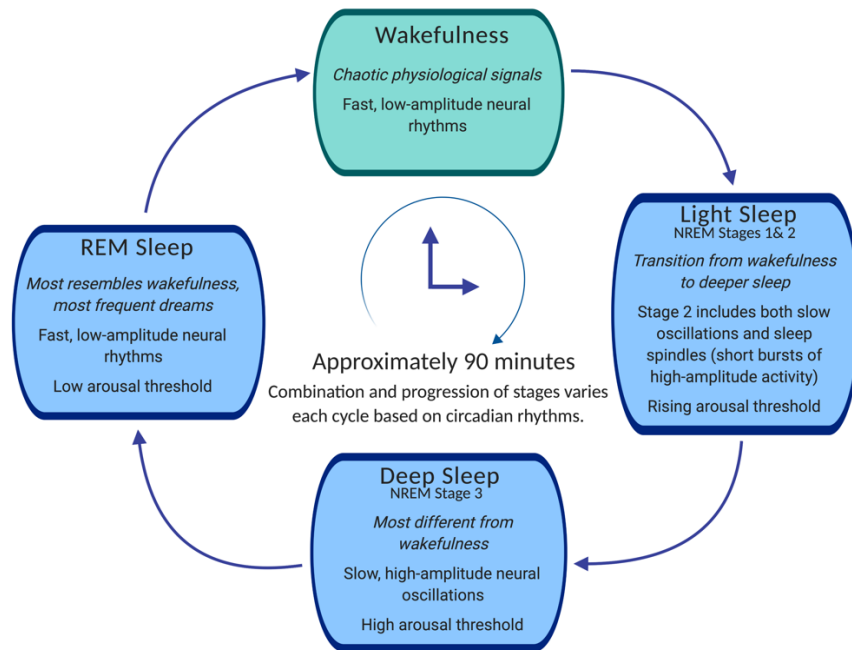 Wakefulness
Chaotic physiological signals
Fast, low-amplitude neural
rhythms
Light Sleep
NREM Stages 1& 2
Transition from wakefulness
to deeper sleep
Stage 2 includes both slow
oscillations and sleep
spindles (short bursts of
high-amplitude activity)
Rising arousal threshold
Deep Sleep
NREM Stage 3
Most different from
wakefulness
Slow, high-amplitude neural
oscillations
High arousal threshold
REM Sleep
Most resembles wakefulness,
most frequent dreams
Fast, low-amplitude neural
rhythms
Low arousal threshold
Approximately 90 minutes
Combination and progression of stages varies
each cycle based on circadian rhythms.